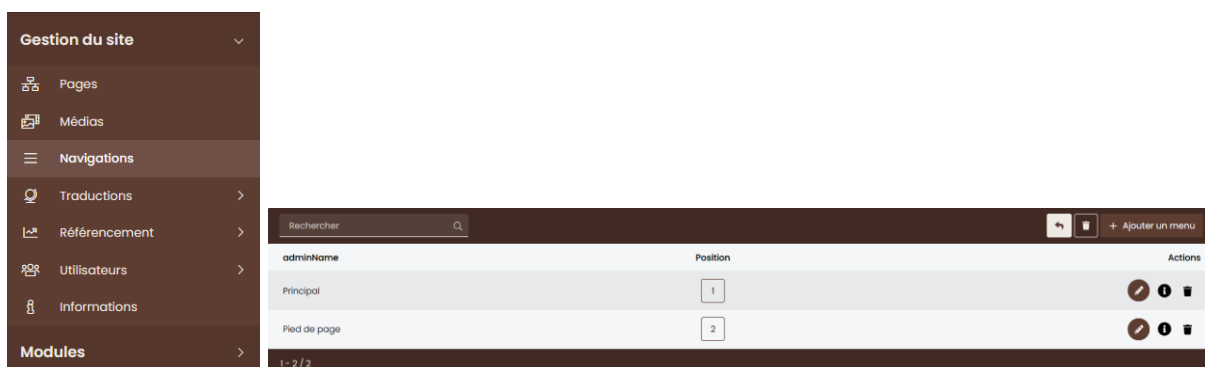 Gestion du site
Pages
Médias
Navigations
Traductions
Référencement
Utilisateurs
Informations
Modules
Rechercher
+ Ajouter un menu
adminName Position Actions
Principal 1
Pied de page 2
1 - 2 / 2